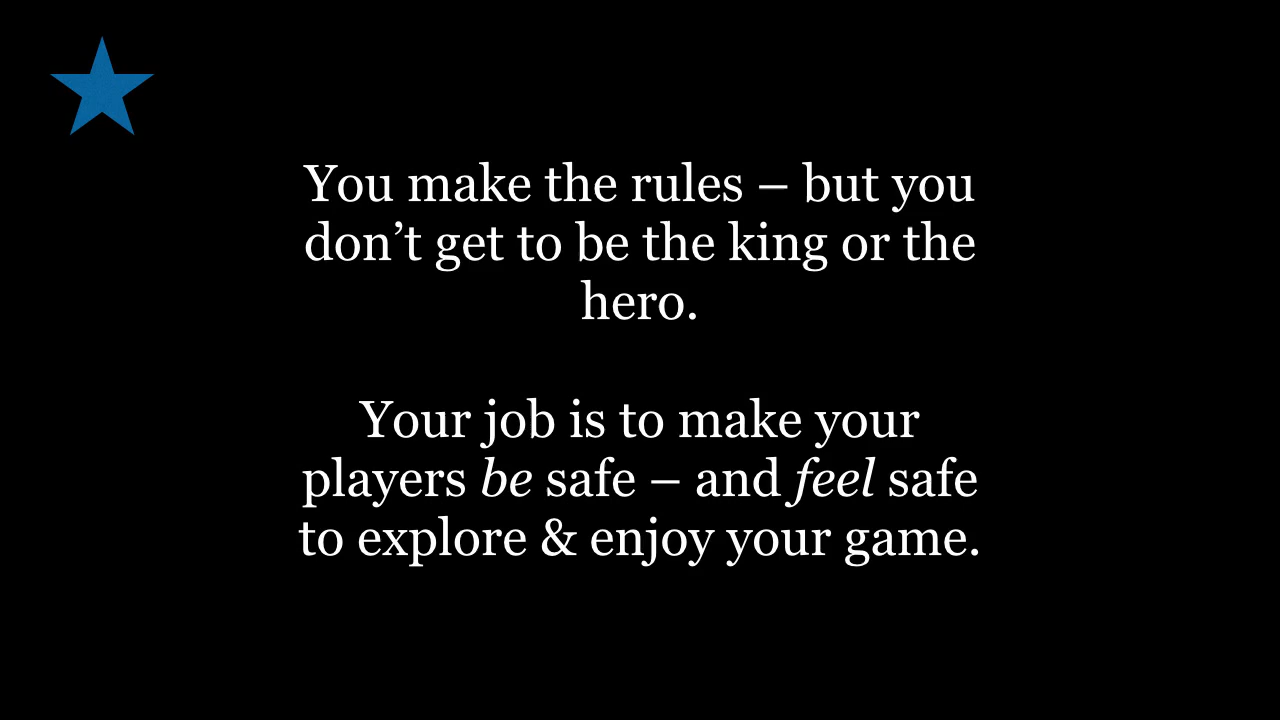 You make the rules – but you
don’t get to be the king or the
hero.
Your job is to make your
players be safe – and feel safe
to explore & enjoy your game.